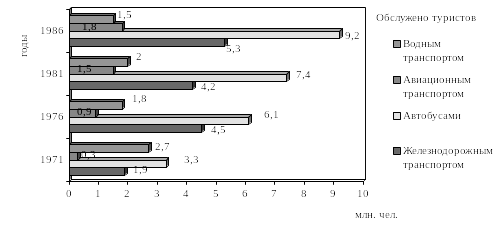 Обслужено туристов
годы
1986
1,5
1,8
9,2
5,3
1981
2
1,5
7,4
4,2
1976
1,8
0,9
6,1
4,5
1971
2,7
0,3
3,3
1,9
0 1 2 3 4 5 6 7 8 9 10
млн. чел.
Водным
транспортом
Авиационным
транспортом
Автобусами
Железнодорожным
транспортом